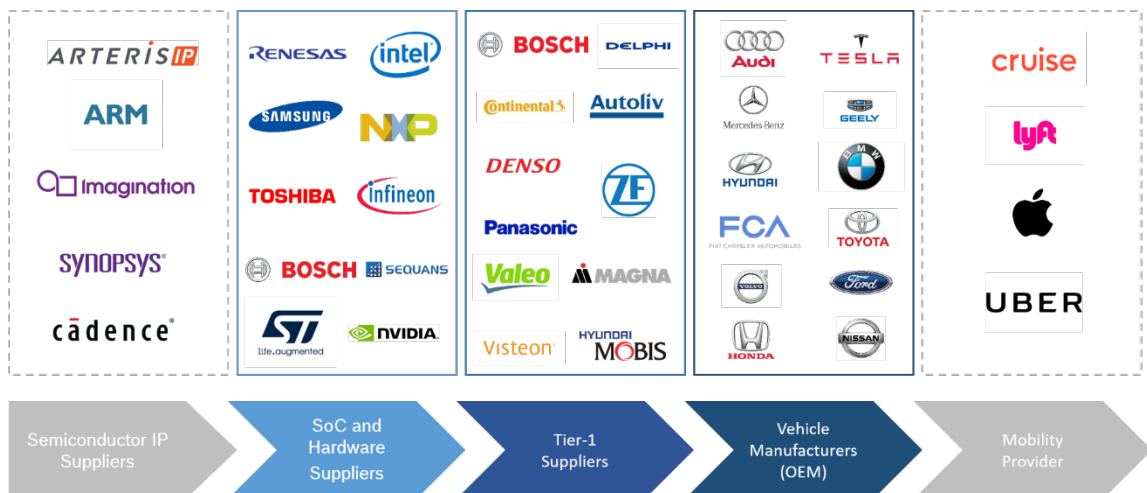 ARTERIS IP
ARM
Imagination
SYNOPSYS®
cādence®
RENESAS
intel
SAMSUNG
NXP
TOSHIBA
infineon
BOSCH
SEQUANS
ST
life.augmented
NVIDIA.
BOSCH
DELPHI
Continental
Autoliv
DENSO
ZF
Panasonic
Valeo
MAGNA
Visteon
HYUNDAI
MOBIS
Audi
TESLA
Mercedes-Benz
GEELY
HYUNDAI
BMW
FCA
FIAT CHRYSLER AUTOMOBILES
TOYOTA
VOLVO
Ford
HONDA
NISSAN
cruise
lyft
UBER
Semiconductor IP
Suppliers
SoC and
Hardware
Suppliers
Tier-1
Suppliers
Vehicle
Manufacturers
(OEM)
Mobility
Provider